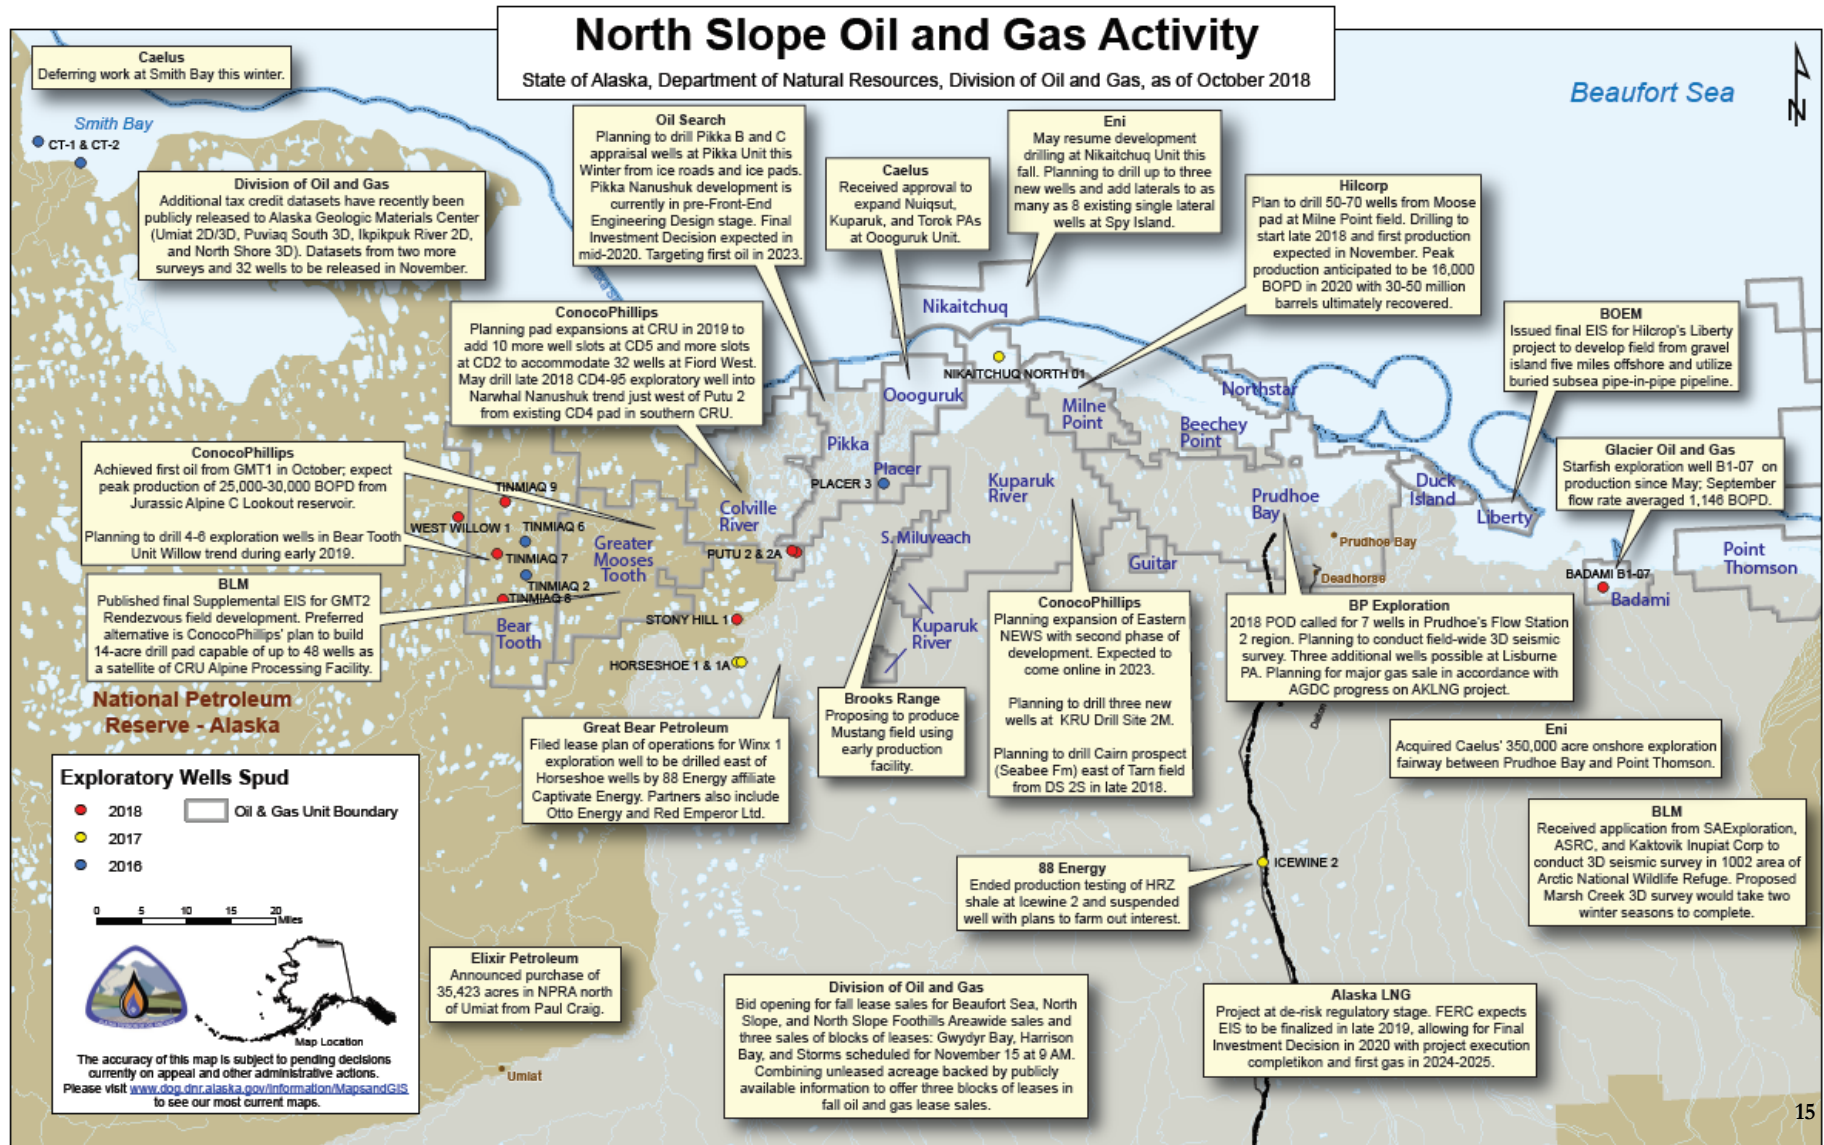 North Slope Oil and Gas Activity
State of Alaska, Department of Natural Resources, Division of Oil and Gas, as of October 2018
Beaufort Sea
N
Caelus
Deferring work at Smith Bay this winter.
Smith Bay
CT-1 & CT-2
Division of Oil and Gas
Additional tax credit datasets have recently been
publicly released to Alaska Geologic Materials Center
(Umiat 2D/3D, Puviaq South 3D, Ikpikpuk River 2D,
and North Shore 3D). Datasets from two more
surveys and 32 wells to be released in November.
Oil Search
Planning to drill Pikka B and C
appraisal wells at Pikka Unit this
Winter from ice roads and ice pads.
Pikka Nanushuk development is
currently in pre-Front-End
Engineering Design stage. Final
Investment Decision expected in
mid-2020. Targeting first oil in 2023.
Caelus
Received approval to
expand Nuiqsut,
Kuparuk, and Torok PAs
at Oooguruk Unit.
Eni
May resume development
drilling at Nikaitchuq Unit this
fall. Planning to drill up to three
new wells and add laterals to as
many as 8 existing single lateral
wells at Spy Island.
Hilcorp
Plan to drill 50-70 wells from Moose
pad at Milne Point field. Drilling to
start late 2018 and first production
expected in November. Peak
production anticipated to be 16,000
BOPD in 2020 with 30-50 million
barrels ultimately recovered.
BOEM
Issued final EIS for Hilcrop's Liberty
project to develop field from gravel
island five miles offshore and utilize
buried subsea pipe-in-pipe pipeline.
ConocoPhillips
Planning pad expansions at CRU in 2019 to
add 10 more well slots at CD5 and more slots
at CD2 to accommodate 32 wells at Fiord West.
May drill late 2018 CD4-95 exploratory well into
Narwhal Nanushuk trend just west of Putu 2
from existing CD4 pad in southern CRU.
Nikaitchuq
NIKAITCHUQ NORTH 01
Oooguruk
Milne
Point
Northstar
Beechey
Point
Pikka
Placer
PLACER 3
Kuparuk
River
Colville
River
Prudhoe
Bay
Duck
Island
Liberty
Glacier Oil and Gas
Starfish exploration well B1-07 on
production since May; September
flow rate averaged 1,146 BOPD.
ConocoPhillips
Achieved first oil from GMT1 in October; expect
peak production of 25,000-30,000 BOPD from
Jurassic Alpine C Lookout reservoir.
Planning to drill 4-6 exploration wells in Bear Tooth
Unit Willow trend during early 2019.
TINMIAQ 9
WEST WILLOW 1
TINMIAQ 6
TINMIAQ 7
TINMIAQ 2
TINMIAQ 8
Greater
Mooses
Tooth
Bear
Tooth
PUTU 2 & 2A
S. Miluveach
Guitar
Prudhoe Bay
Deadhorse
BADAMI B1-07
Badami
Point
Thomson
STONY HILL 1
HORSESHOE 1 & 1A
Kuparuk
River
BLM
Published final Supplemental EIS for GMT2
Rendezvous field development. Preferred
alternative is ConocoPhillips' plan to build
14-acre drill pad capable of up to 48 wells as
a satellite of CRU Alpine Processing Facility.
National Petroleum
Reserve - Alaska
Great Bear Petroleum
Filed lease plan of operations for Winx 1
exploration well to be drilled east of
Horseshoe wells by 88 Energy affiliate
Captivate Energy. Partners also include
Otto Energy and Red Emperor Ltd.
Brooks Range
Proposing to produce
Mustang field using
early production
facility.
ConocoPhillips
Planning expansion of Eastern
NEWS with second phase of
development. Expected to
come online in 2023.
Planning to drill three new
wells at KRU Drill Site 2M.
Planning to drill Cairn prospect
(Seabee Fm) east of Tarn field
from DS 2S in late 2018.
BP Exploration
2018 POD called for 7 wells in Prudhoe's Flow Station
2 region. Planning to conduct field-wide 3D seismic
survey. Three additional wells possible at Lisburne
PA. Planning for major gas sale in accordance with
AGDC progress on AKLNG project.
Eni
Acquired Caelus' 350,000 acre onshore exploration
fairway between Prudhoe Bay and Point Thomson.
BLM
Received application from SAExploration,
ASRC, and Kaktovik Inupiat Corp to
conduct 3D seismic survey in 1002 area of
Arctic National Wildlife Refuge. Proposed
Marsh Creek 3D survey would take two
winter seasons to complete.
88 Energy
Ended production testing of HRZ
shale at Icewine 2 and suspended
well with plans to farm out interest.
ICEWINE 2
Exploratory Wells Spud
2018
Oil & Gas Unit Boundary
2017
2016
0 5 10 15 20
Miles
Map Location
The accuracy of this map is subject to pending decisions
currently on appeal and other administrative actions.
Please visit www.dog.dnr.alaska.gov/Information/MapsandGIS
to see our most current maps.
Elixir Petroleum
Announced purchase of
35,423 acres in NPRA north
of Umiat from Paul Craig.
Umiat
Division of Oil and Gas
Bid opening for fall lease sales for Beaufort Sea, North
Slope, and North Slope Foothills Areawide sales and
three sales of blocks of leases: Gwydyr Bay, Harrison
Bay, and Storms scheduled for November 15 at 9 AM.
Combining unleased acreage backed by publicly
available information to offer three blocks of leases in
fall oil and gas lease sales.
Alaska LNG
Project at de-risk regulatory stage. FERC expects
EIS to be finalized in late 2019, allowing for Final
Investment Decision in 2020 with project execution
completikon and first gas in 2024-2025.
15